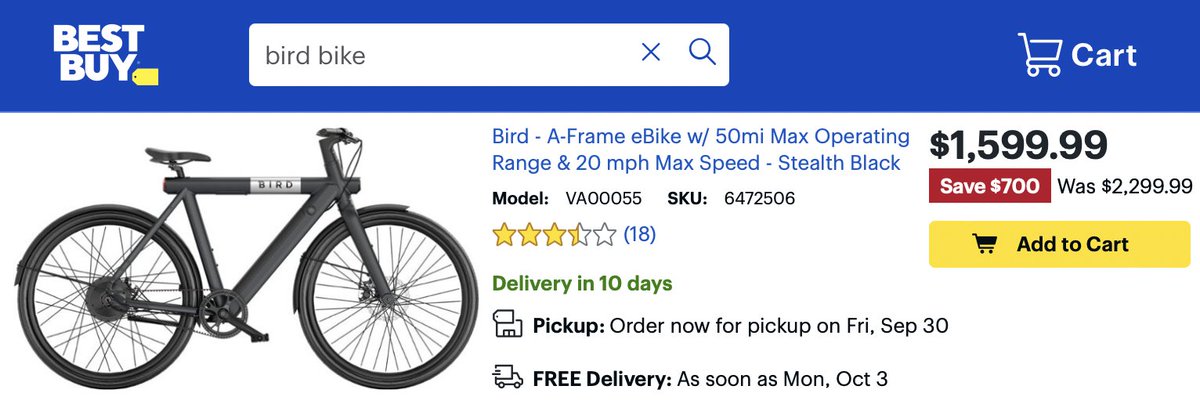 BEST
BUY
bird bike
Cart
BIRD
Bird - A-Frame eBike w/ 50mi Max Operating
Range & 20 mph Max Speed - Stealth Black
Model: VA00055 SKU: 6472506
(18)
Delivery in 10 days
Pickup: Order now for pickup on Fri, Sep 30
FREE Delivery: As soon as Mon, Oct 3
$1,599.99
Save $700 Was $2,299.99
Add to Cart